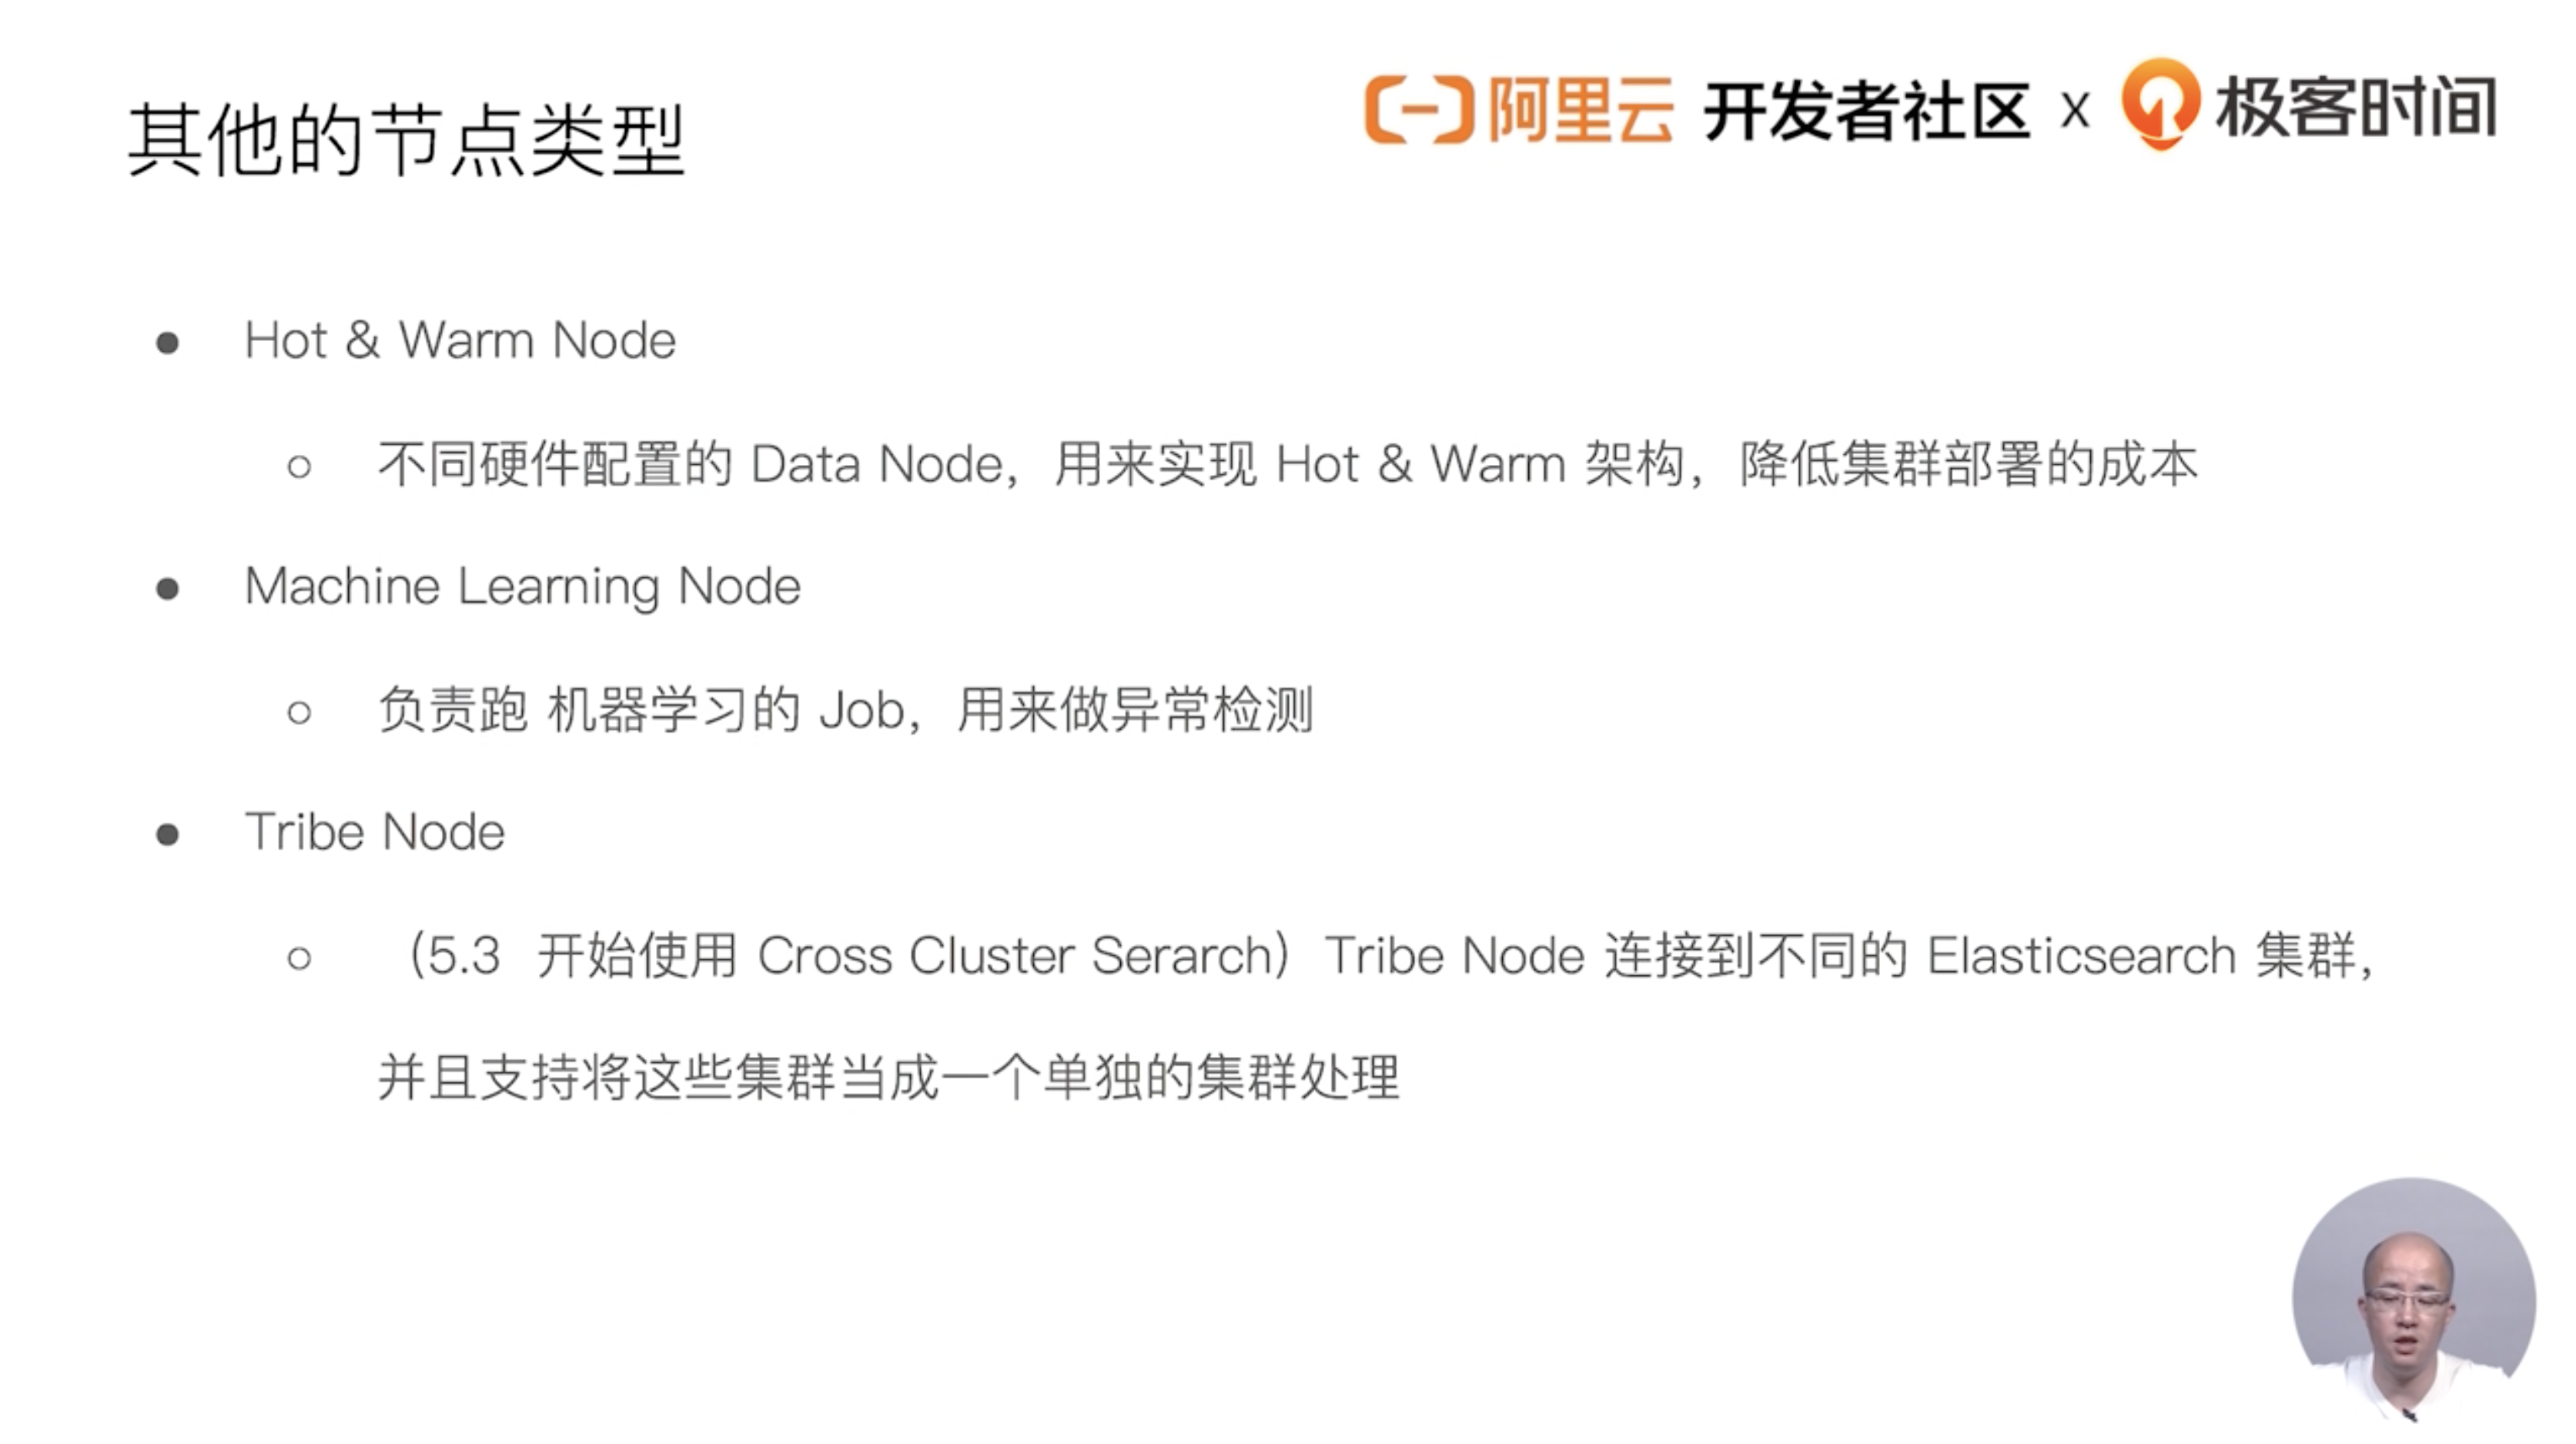 其他的节点类型
阿里云 开发者社区 x 极客时间
Hot & Warm Node
不同硬件配置的 Data Node，用来实现 Hot & Warm 架构，降低集群部署的成本
Machine Learning Node
负责跑 机器学习的 Job，用来做异常检测
Tribe Node
（5.3 开始使用 Cross Cluster Serarch）Tribe Node 连接到不同的 Elasticsearch 集群，
并且支持将这些集群当成一个单独的集群处理